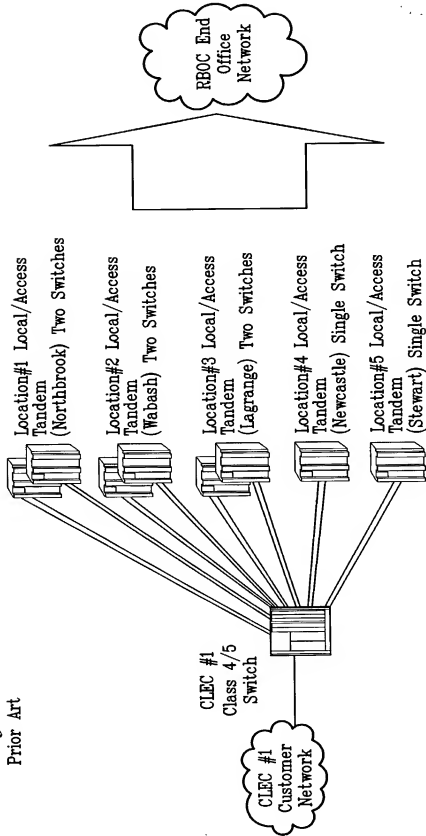 Prior Art
CLEC #1
Customer
Network
CLEC #1
Class 4/5
Switch
Location#1 Local/Access
Tandem
(Northbrook) Two Switches
Location#2 Local/Access
Tandem
(Wabash) Two Switches
Location#3 Local/Access
Tandem
(Lagrange) Two Switches
Location#4 Local/Access
Tandem
(Newcastle) Single Switch
Location#5 Local/Access
Tandem
(Stewart) Single Switch
RBOC End
Office
Network